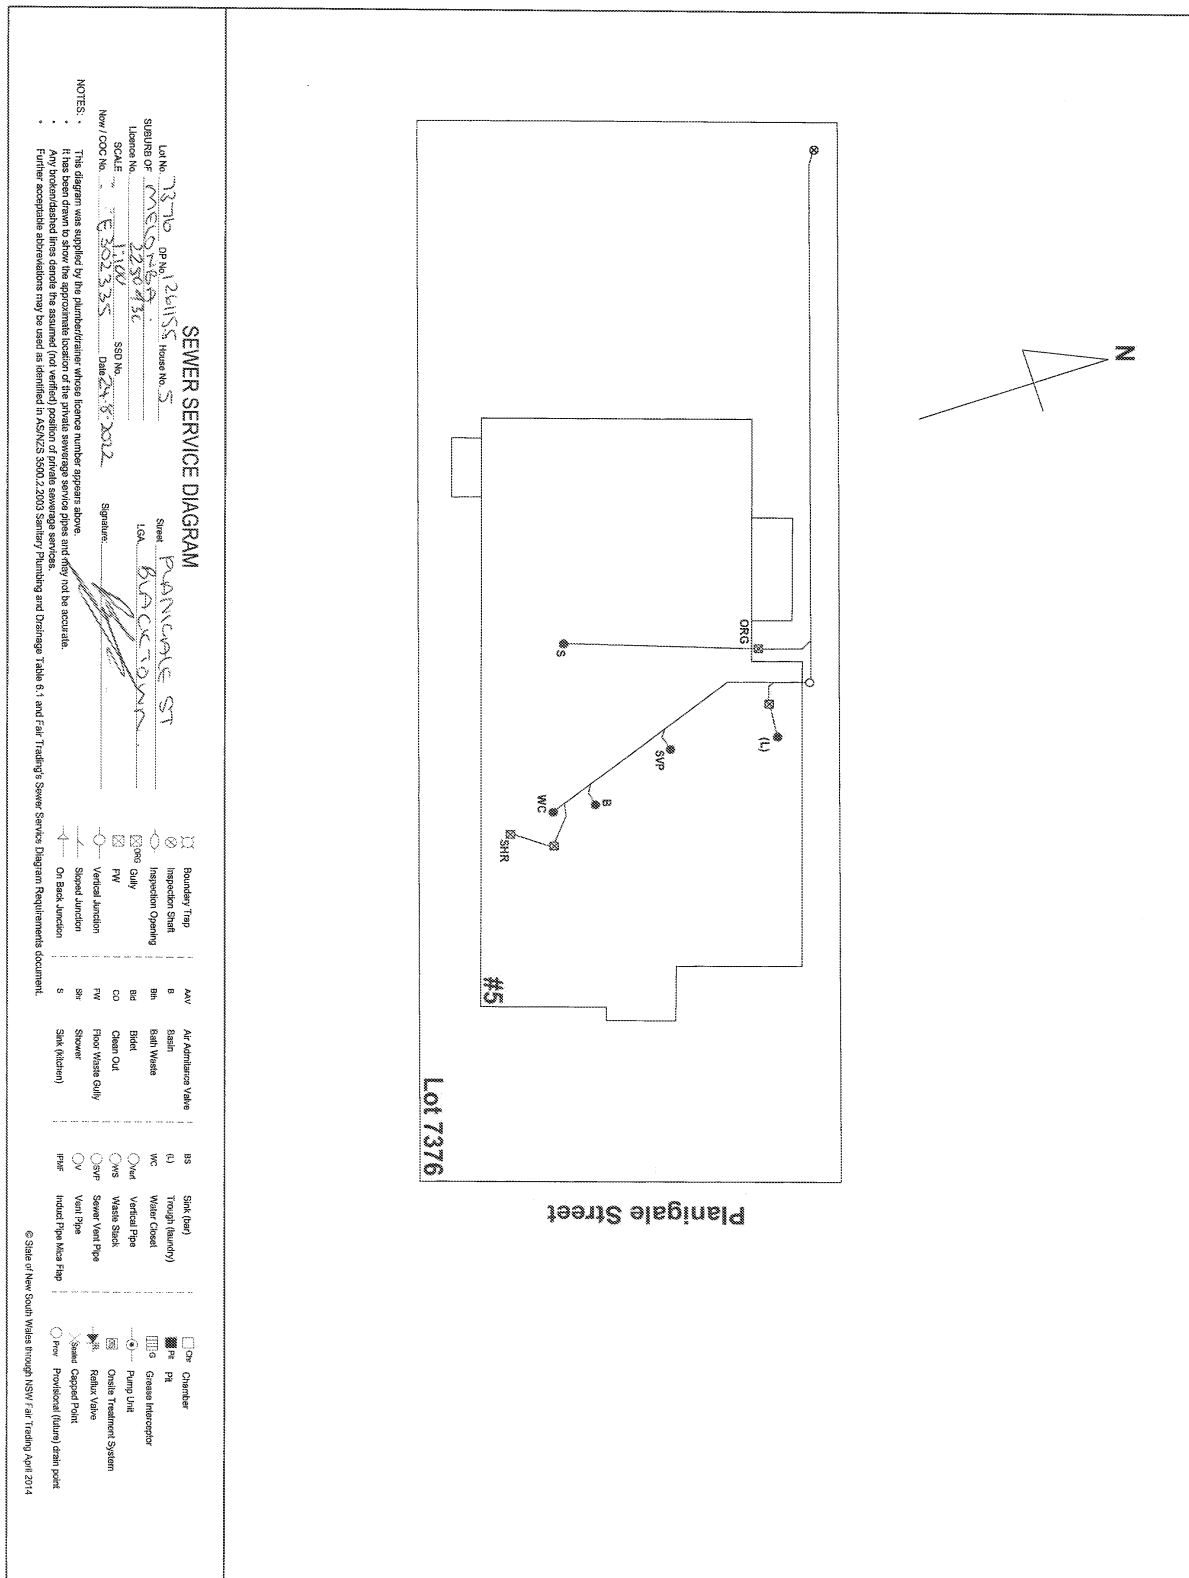 N
ORG
S
(L)
SVP
B
WC
SHR
#5
Lot 7376
Planigale Street
SEWER SERVICE DIAGRAM
Lot No. 7376 DP No. 1261155 House No. 5 Street PLANIGALE ST
SUBURB OF MELONBA. LGA BLACKTOWN.
Licence No.
SCALE 1:100 SSD No.
Now / COC No. E302335 Date 24.8.2022 Signature:
NOTES: • This diagram was supplied by the plumber/drainer whose licence number appears above.
• It has been drawn to show the approximate location of the private sewerage service pipes and may not be accurate.
• Any broken/dashed lines denote the assumed (not verified) position of private sewerage services.
• Further acceptable abbreviations may be used as identified in AS/NZS 3500.2.2003 Sanitary Plumbing and Drainage Table 6.1 and Fair Trading's Sewer Service Diagram Requirements document.
Boundary Trap
Inspection Shaft
Inspection Opening
ORG Gully
FW
Vertical Junction
Sloped Junction
On Back Junction
AAV Air Admittance Valve
B Basin
Bth Bath Waste
Bid Bidet
CO Clean Out
FW Floor Waste Gully
Shr Shower
S Sink (kitchen)
BS Sink (bar)
(L) Trough (laundry)
WC Water Closet
Vert Vertical Pipe
WS Waste Stack
SVP Sewer Vent Pipe
V Vent Pipe
IPMF Induct Pipe Mica Flap
Chr Chamber
Pit Pit
G Grease Interceptor
Pump Unit
OS Onsite Treatment System
R Reflux Valve
Sealed Capped Point
Prov Provisional (future) drain point
© State of New South Wales through NSW Fair Trading April 2014